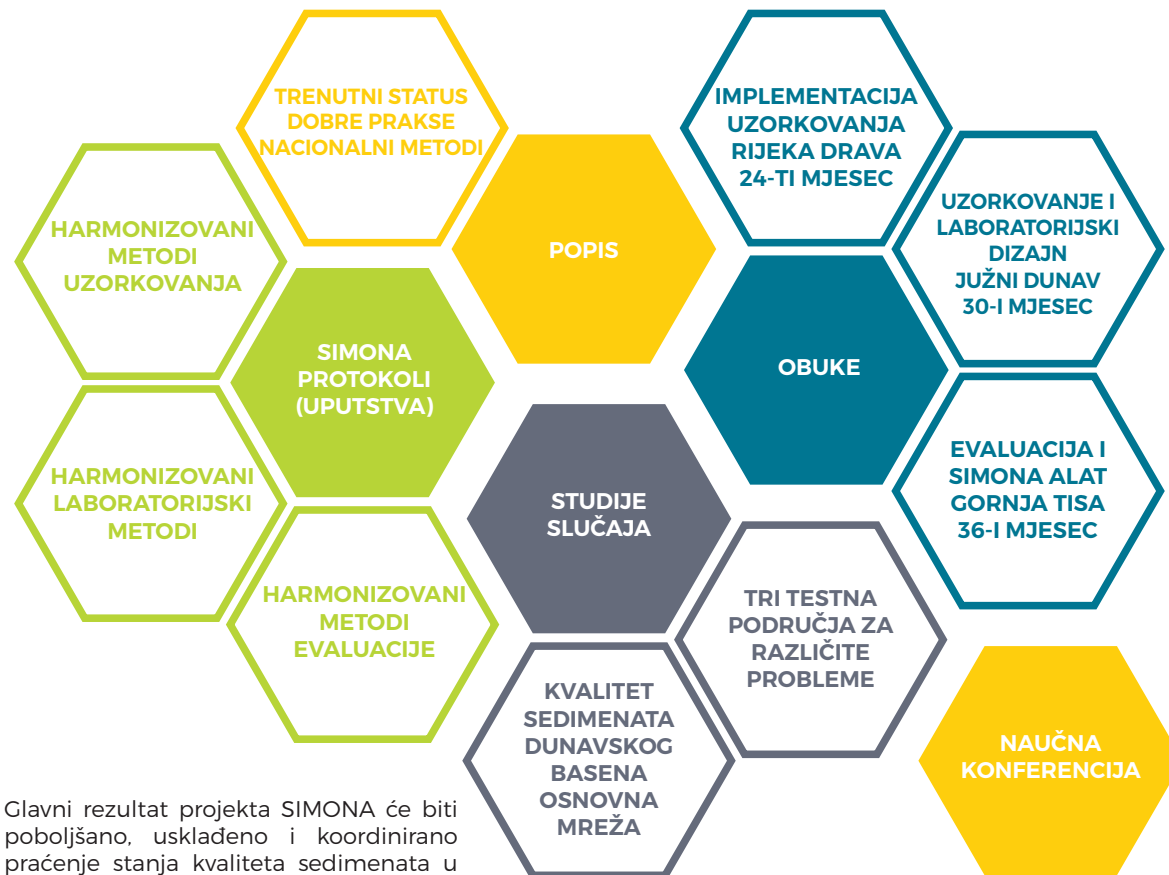 TRENUTNI STATUS
DOBRE PRAKSE
NACIONALNI METODI
POPIS
HARMONIZOVANI
METODI
UZORKOVANJA
SIMONA
PROTOKOLI
(UPUTSTVA)
HARMONIZOVANI
LABORATORIJSKI
METODI
HARMONIZOVANI
METODI
EVALUACIJE
IMPLEMENTACIJA
UZORKOVANJA
RIJEKA DRAVA
24-TI MJESEC
UZORKOVANJE I
LABORATORIJSKI
DIZAJN
JUŽNI DUNAV
30-I MJESEC
OBUKE
EVALUACIJA I
SIMONA ALAT
GORNJA TISA
36-I MJESEC
STUDIJE
SLUČAJA
TRI TESTNA
PODRUČJA ZA
RAZLIČITE
PROBLEME
KVALITET
SEDIMENATA
DUNAVSKOG
BASENA
OSNOVNA
MREŽA
NAUČNA
KONFERENCIJA
Glavni rezultat projekta SIMONA će biti
poboljšano, usklađeno i koordinirano
praćenje stanja kvaliteta sedimenata u